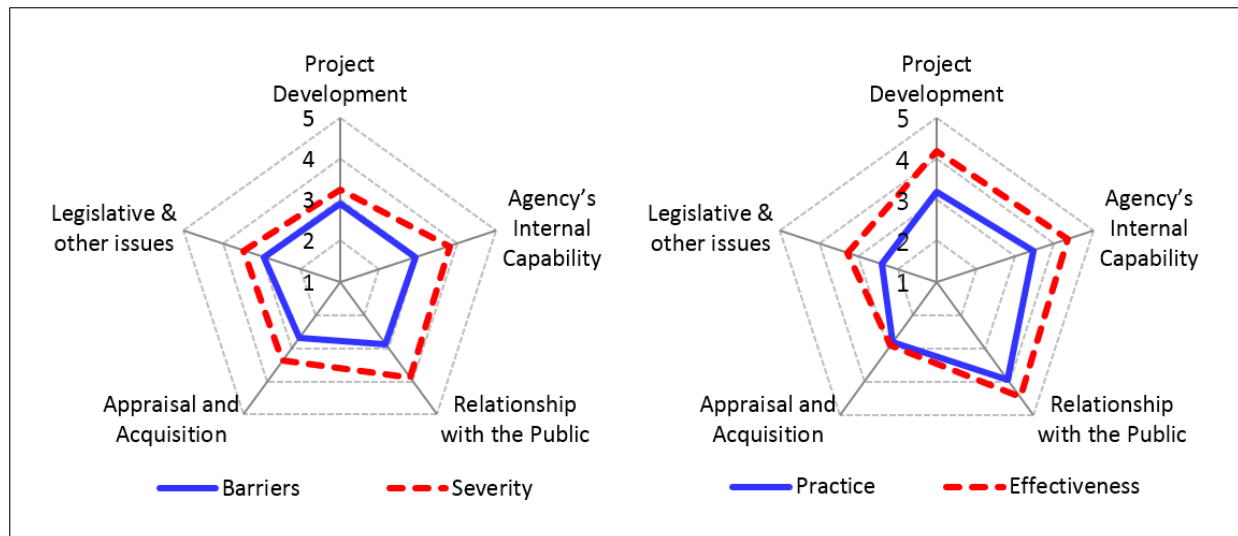 Project
Development
5
4
3
2
1
Agency’s
Internal
Capability
Relationship
with the Public
Appraisal and
Acquisition
Legislative &
other issues
Barriers
Severity
Project
Development
5
4
3
2
1
Agency’s
Internal
Capability
Relationship
with the Public
Appraisal and
Acquisition
Legislative &
other issues
Practice
Effectiveness